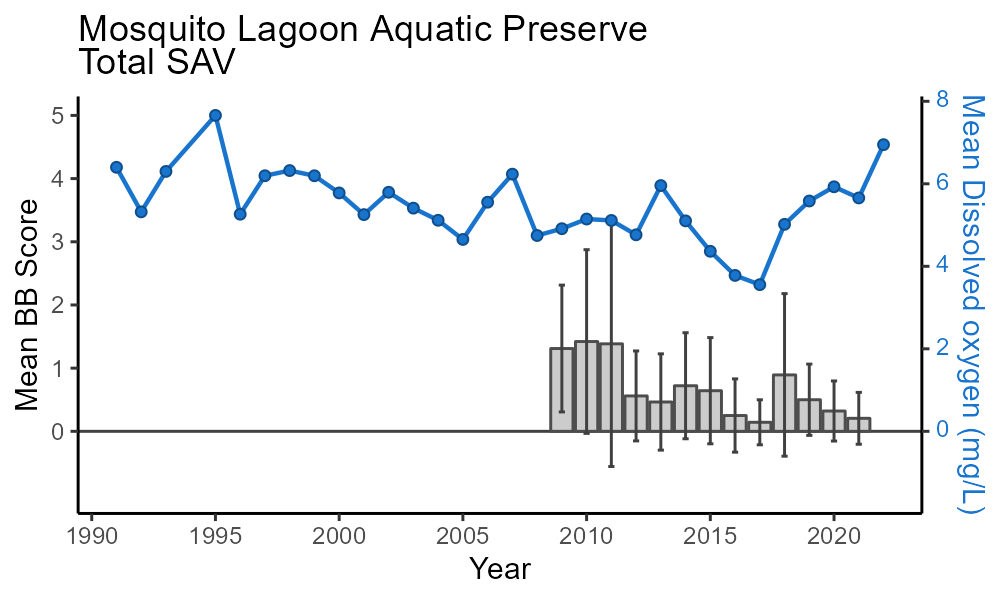 Mosquito Lagoon Aquatic Preserve
Total SAV
Mean BB Score
5
4
3
2
1
0
8
6
4
2
0
Mean Dissolved oxygen (mg/L)
1990 1995 2000 2005 2010 2015 2020
Year